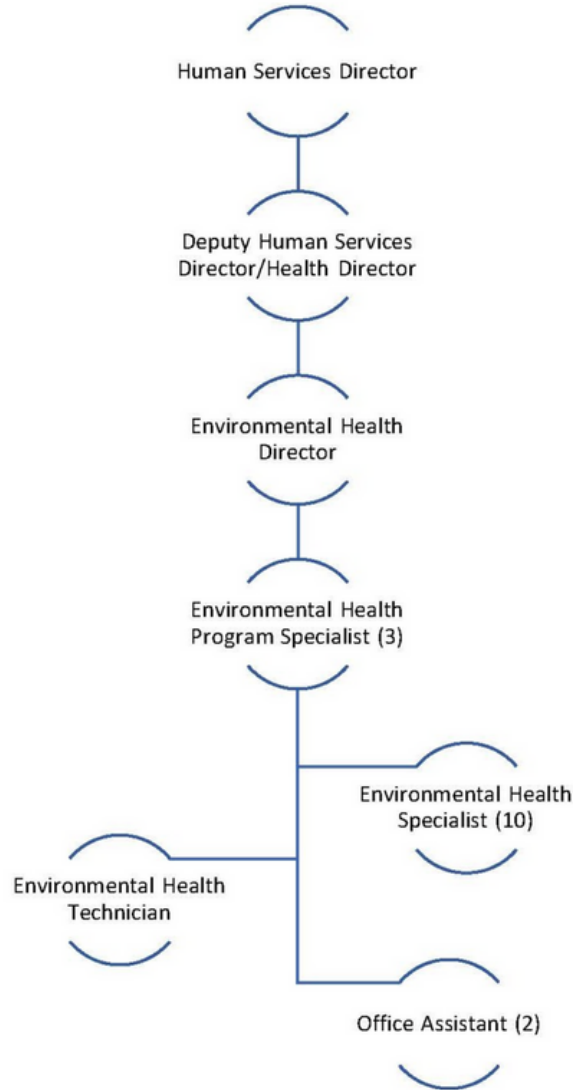 Human Services Director
Deputy Human Services
Director/Health Director
Environmental Health
Director
Environmental Health
Program Specialist (3)
Environmental Health
Specialist (10)
Environmental Health
Technician
Office Assistant (2)